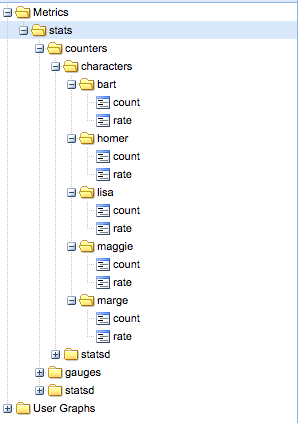 Metrics
stats
counters
characters
bart
count
rate
homer
count
rate
lisa
count
rate
maggie
count
rate
marge
count
rate
statsd
gauges
statsd
User Graphs